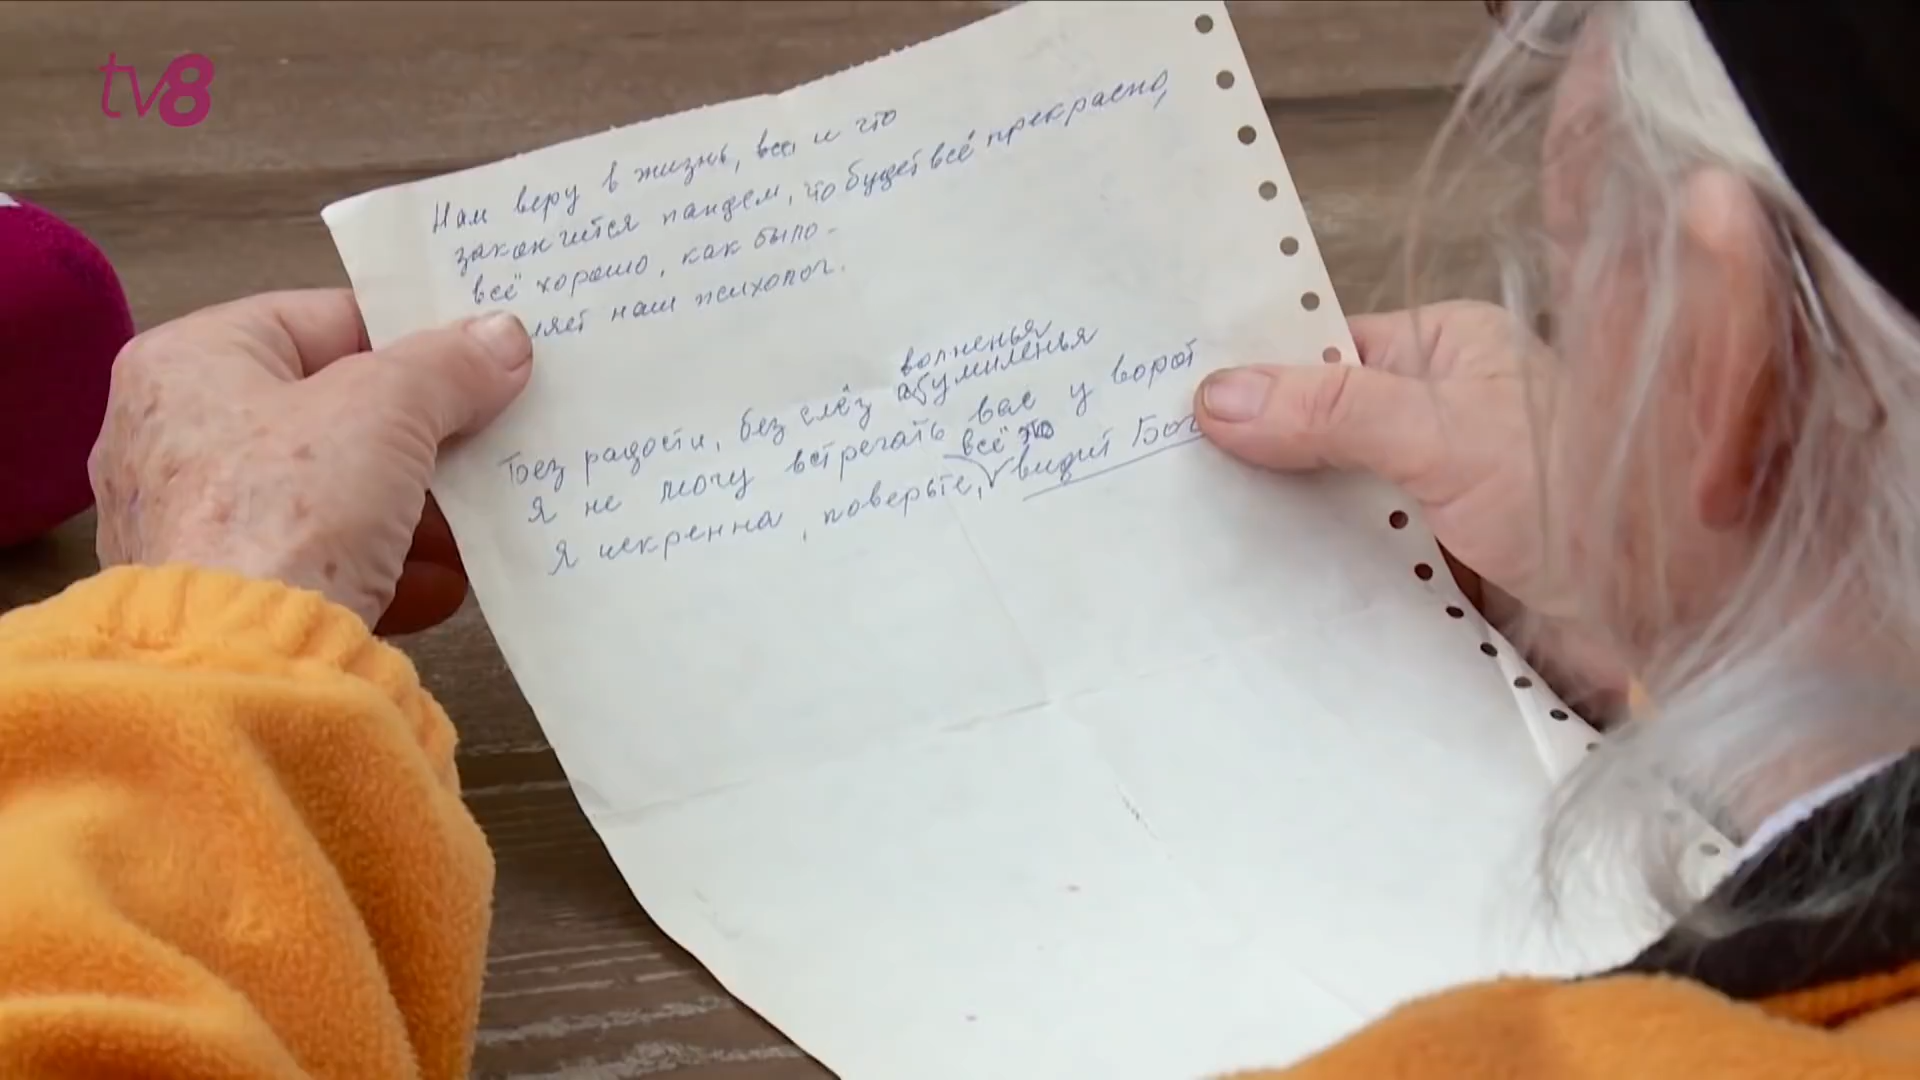 tv8
Нам веру в жизнь, все, и что
закончится пандем, что будет всё прекрасно,
всё хорошо, как было.
ляет наш психолог.
волненья
Без радости, без слёз умиленья
Я не могу встречать вас у ворот
всё это
Я искренна, поверьте, видит Бог